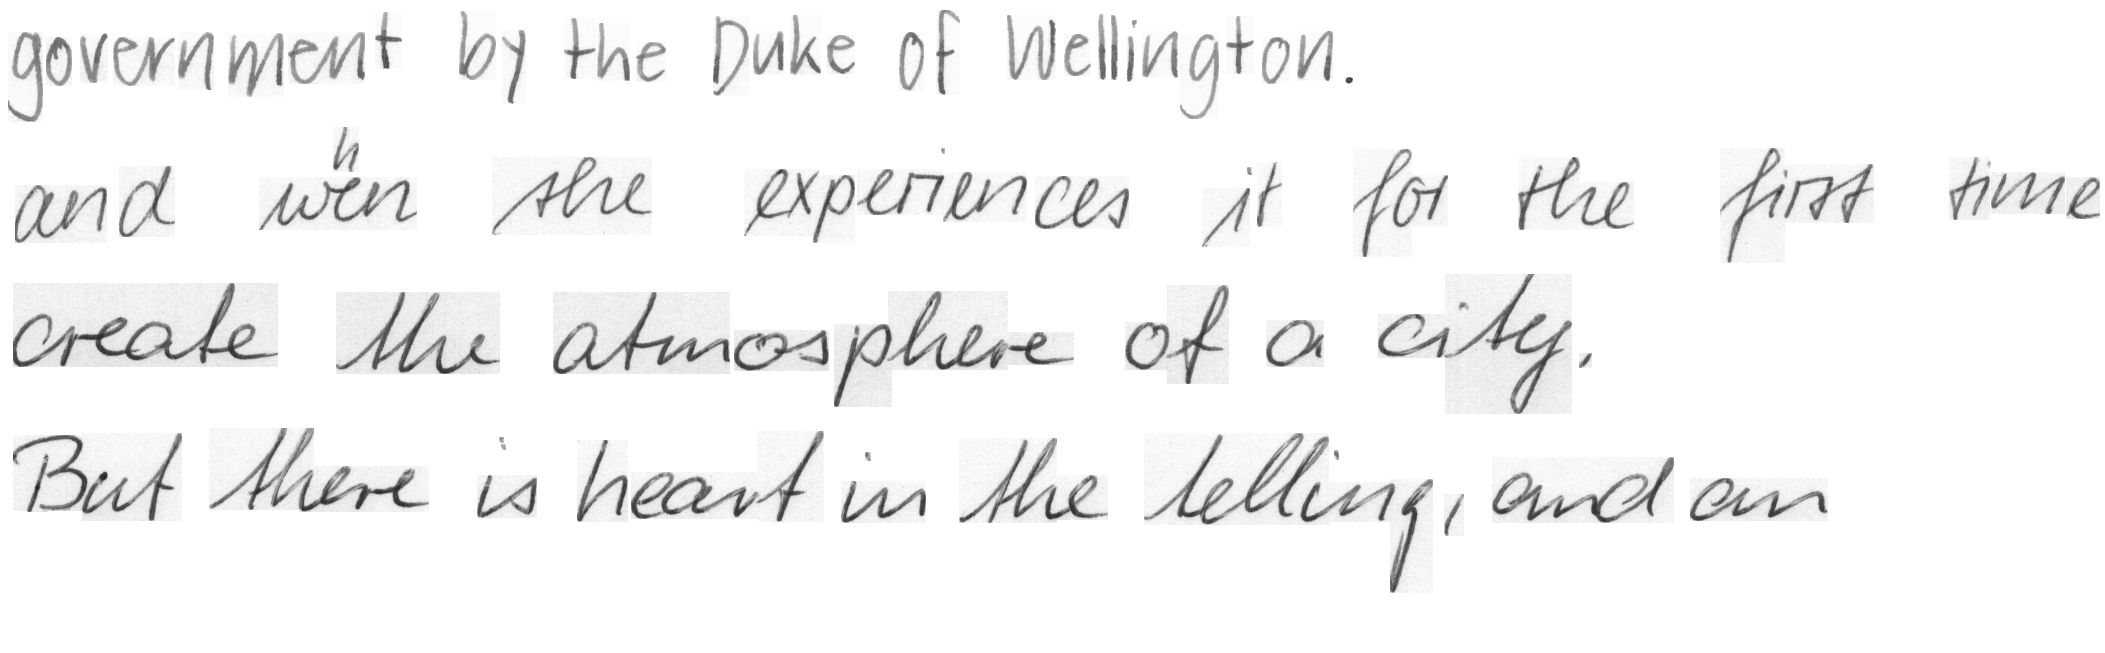 government by the Duke of Wellington.
and when she experiences it for the first time
create the atmosphere of a city.
But there is heart in the telling, and an